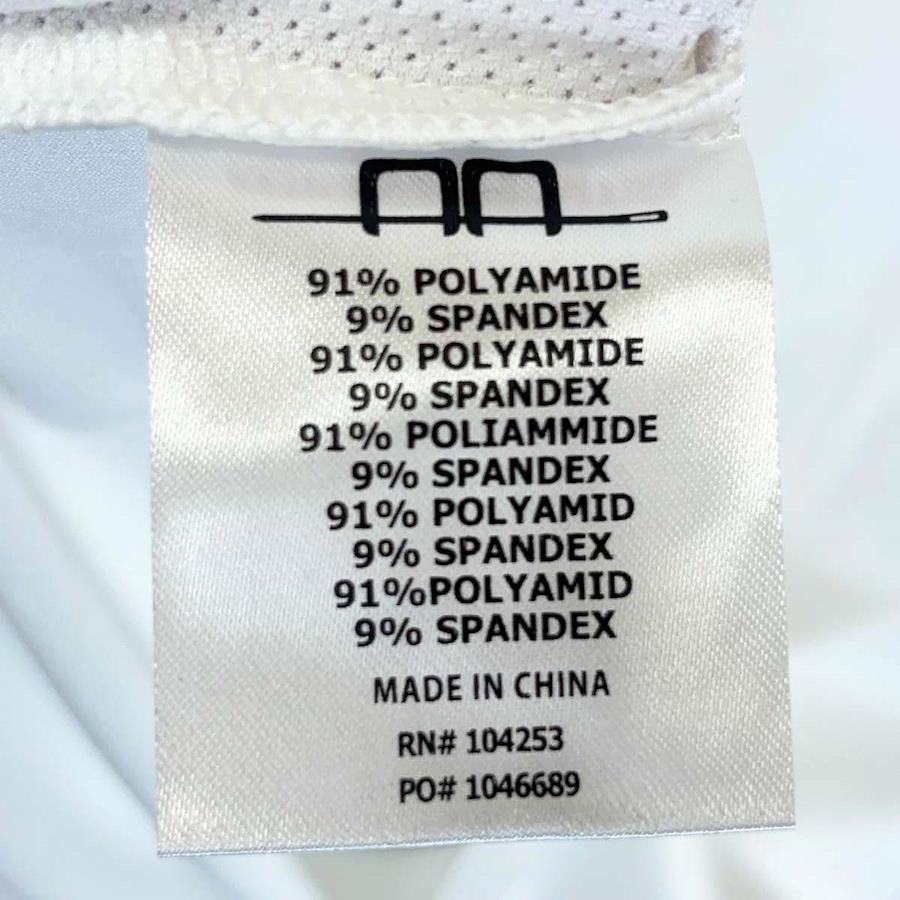 91% POLYAMIDE
9% SPANDEX
91% POLYAMIDE
9% SPANDEX
91% POLIAMMIDE
9% SPANDEX
91% POLYAMID
9% SPANDEX
91%POLYAMID
9% SPANDEX
MADE IN CHINA
RN# 104253
PO# 1046689